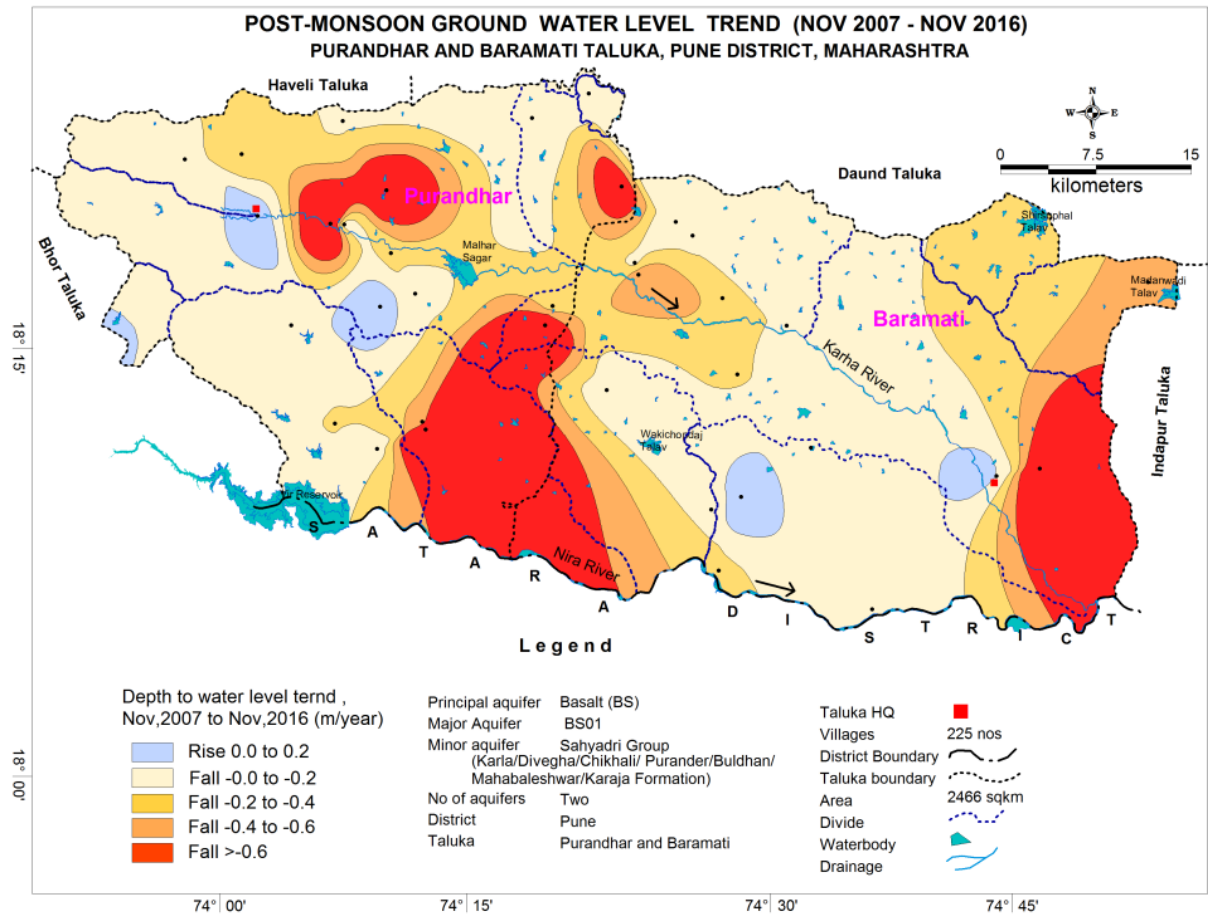 POST-MONSOON GROUND WATER LEVEL TREND (NOV 2007 - NOV 2016)
PURANDHAR AND BARAMATI TALUKA, PUNE DISTRICT, MAHARASHTRA
Haveli Taluka
N
W E
S
0 7.5 15
kilometers
Daund Taluka
Purandhar
Shirsuphal
Talav
Bhor Taluka
Malhar
Sagar
Madanwadi
Talav
Baramati
18° 15'
Karha River
Indapur Taluka
Wakichondaj
Talav
Vir Reservoir
Nira River
S A T A R A D I S T R I C T
Legend
Depth to water level ternd ,
Nov,2007 to Nov,2016 (m/year)
Rise 0.0 to 0.2
Fall -0.0 to -0.2
Fall -0.2 to -0.4
Fall -0.4 to -0.6
Fall >-0.6
Principal aquifer Basalt (BS)
Major Aquifer BS01
Minor aquifer Sahyadri Group
(Karla/Divegha/Chikhali/ Purander/Buldhan/
Mahabaleshwar/Karaja Formation)
No of aquifers Two
District Pune
Taluka Purandhar and Baramati
Taluka HQ
Villages 225 nos
District Boundary
Taluka boundary
Area 2466 sqkm
Divide
Waterbody
Drainage
18° 00'
74° 00' 74° 15' 74° 30' 74° 45'